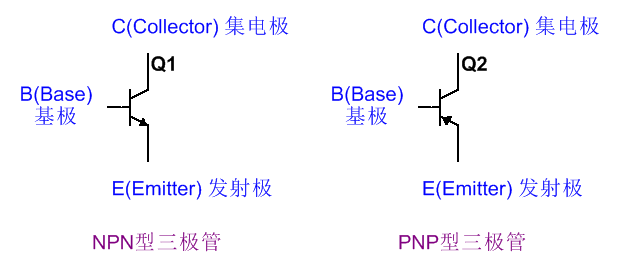 C(Collector) 集电极
Q1
B(Base)
基极
E(Emitter) 发射极
NPN型三极管
C(Collector) 集电极
Q2
B(Base)
基极
E(Emitter) 发射极
PNP型三极管